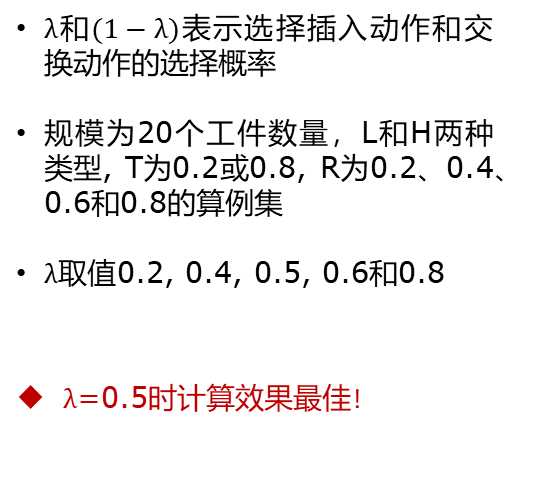 • λ和(1 − λ)表示选择插入动作和交
换动作的选择概率
• 规模为20个工件数量，L和H两种
类型, T为0.2或0.8, R为0.2、0.4、
0.6和0.8的算例集
• λ取值0.2, 0.4, 0.5, 0.6和0.8
◆ λ=0.5时计算效果最佳!